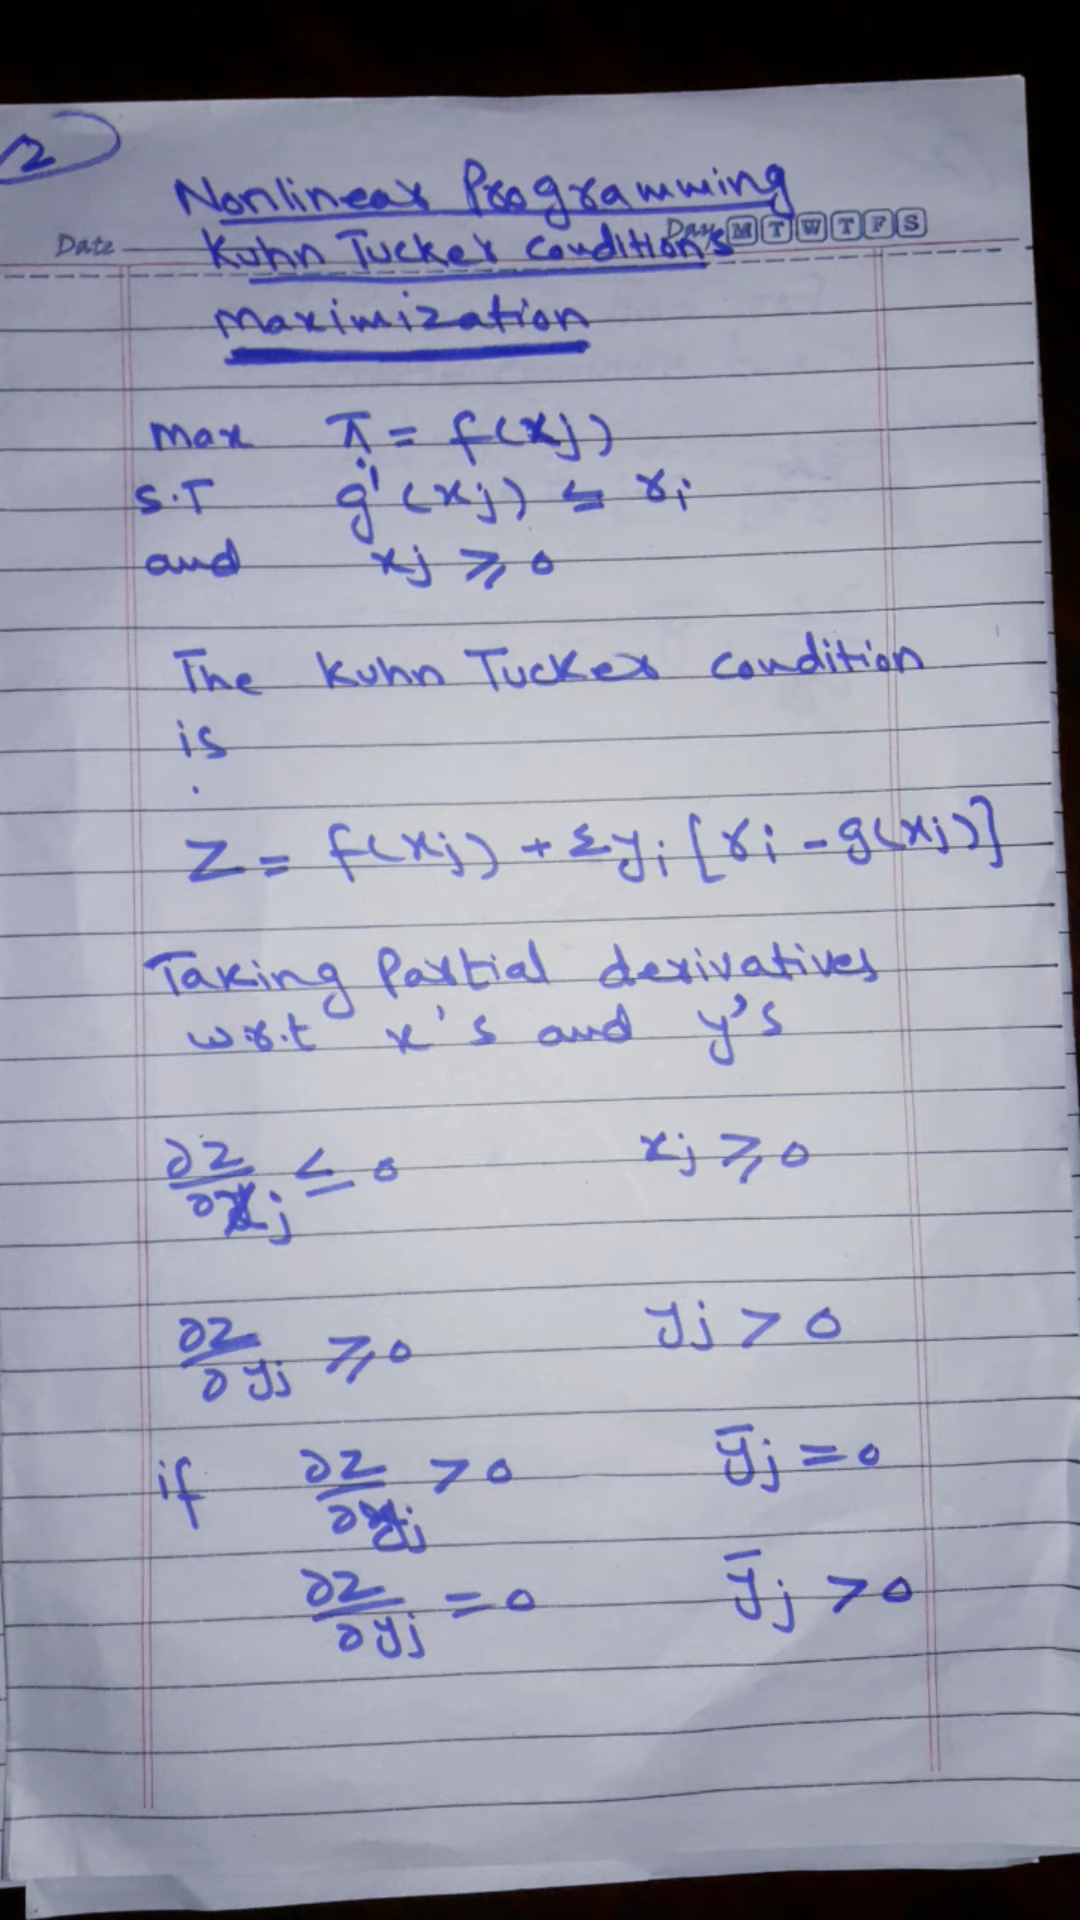 2
Nonlinear Programming
Date Day M T W T F S
Kuhn Tucker Condition's
Maximization
Max π = f(xj)
S.T gⁱ(xj) ≤ ri
and xj ≥ 0
The Kuhn Tucker Condition
is
.
Z = f(xj) + Σyi [ri - g(xj)]
Taking Partial derivatives
w.r.t x's and y's
∂Z/∂xj ≤ 0 xj ≥ 0
∂Z/∂yj ≥ 0 yj > 0
if ∂Z/∂yj > 0 ȳj = 0
∂Z/∂yj = 0 ȳj > 0